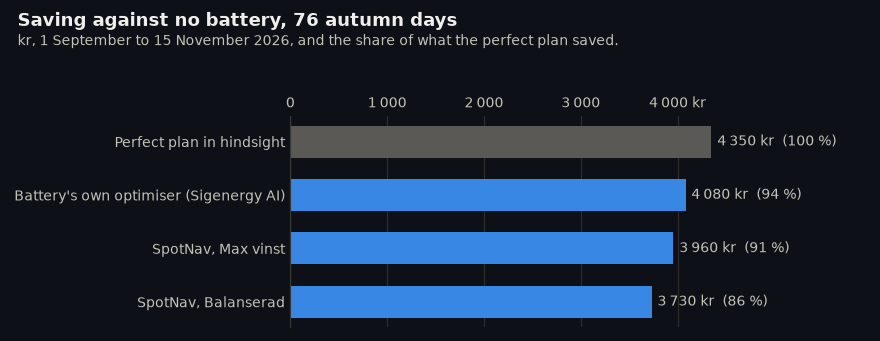 Saving against no battery, 76 autumn days
kr, 1 September to 15 November 2026, and the share of what the perfect plan saved.
0 1 000 2 000 3 000 4 000 kr
Perfect plan in hindsight 4 350 kr (100 %)
Battery's own optimiser (Sigenergy AI) 4 080 kr (94 %)
SpotNav, Max vinst 3 960 kr (91 %)
SpotNav, Balanserad 3 730 kr (86 %)